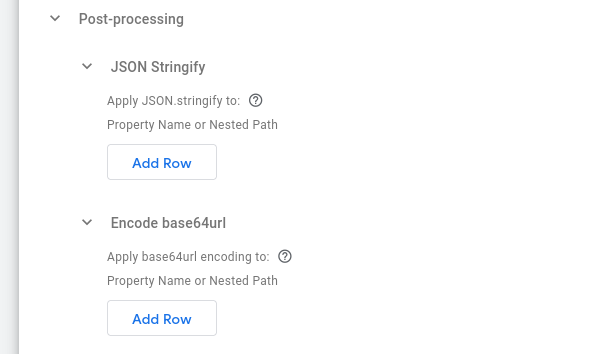 Post-processing
JSON Stringify
Apply JSON.stringify to:
Property Name or Nested Path
Add Row
Encode base64url
Apply base64url encoding to:
Property Name or Nested Path
Add Row